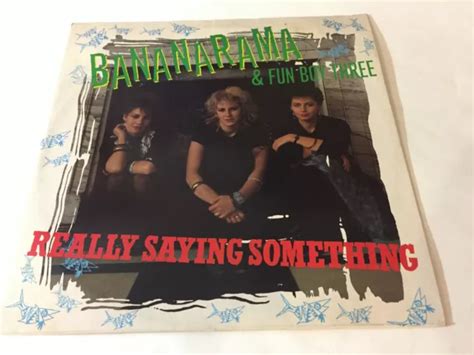 BANANARAMA
& FUN BOY THREE
REALLY SAYING SOMETHING